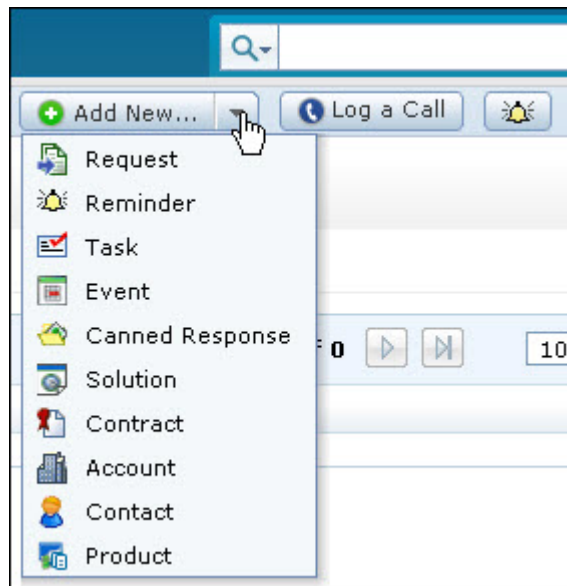 Add New... Log a Call
Request
Reminder
Task
Event
Canned Response
0
10
Solution
Contract
Account
Contact
Product